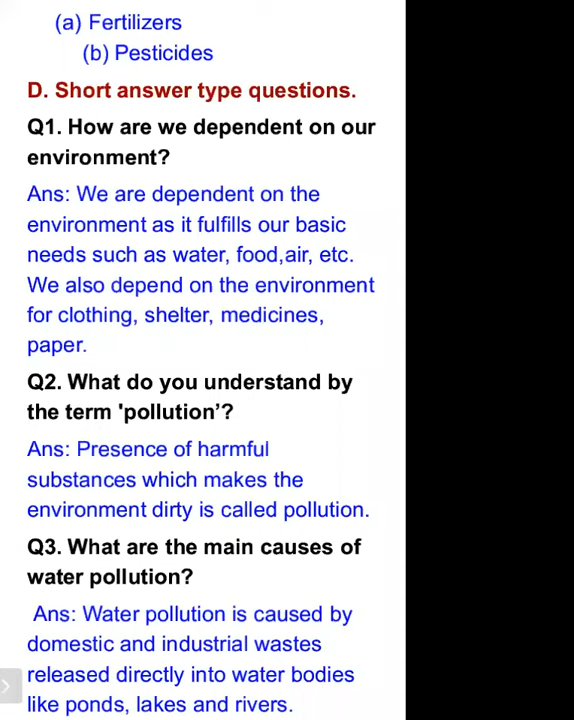 (a) Fertilizers
(b) Pesticides
D. Short answer type questions.
Q1. How are we dependent on our
environment?
Ans: We are dependent on the
environment as it fulfills our basic
needs such as water, food,air, etc.
We also depend on the environment
for clothing, shelter, medicines,
paper.
Q2. What do you understand by
the term 'pollution’?
Ans: Presence of harmful
substances which makes the
environment dirty is called pollution.
Q3. What are the main causes of
water pollution?
Ans: Water pollution is caused by
domestic and industrial wastes
released directly into water bodies
like ponds, lakes and rivers.